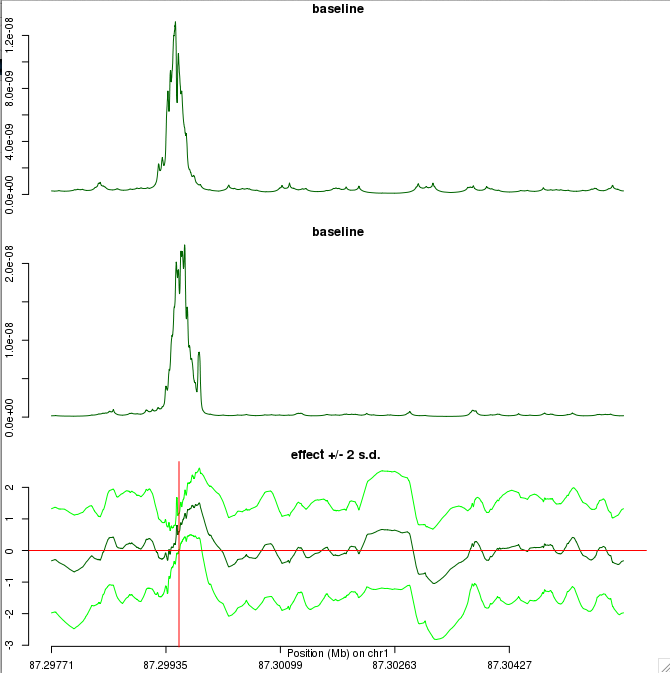 baseline
1.2e-08
8.0e-09
4.0e-09
0.0e+00
baseline
2.0e-08
1.0e-08
0.0e+00
effect +/- 2 s.d.
2
1
0
-1
-2
-3
Position (Mb) on chr1
87.29771 87.29935 87.30099 87.30263 87.30427